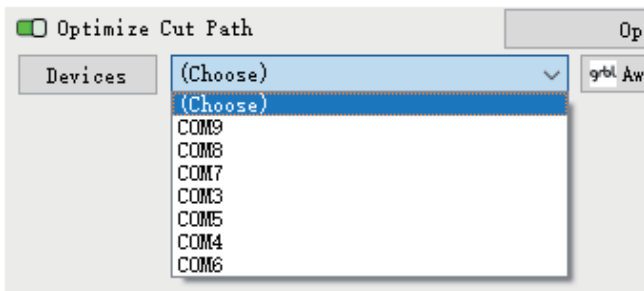 Optimize Cut Path
Op
Devices (Choose) grbl Aw
(Choose)
COM9
COM8
COM7
COM3
COM5
COM4
COM6